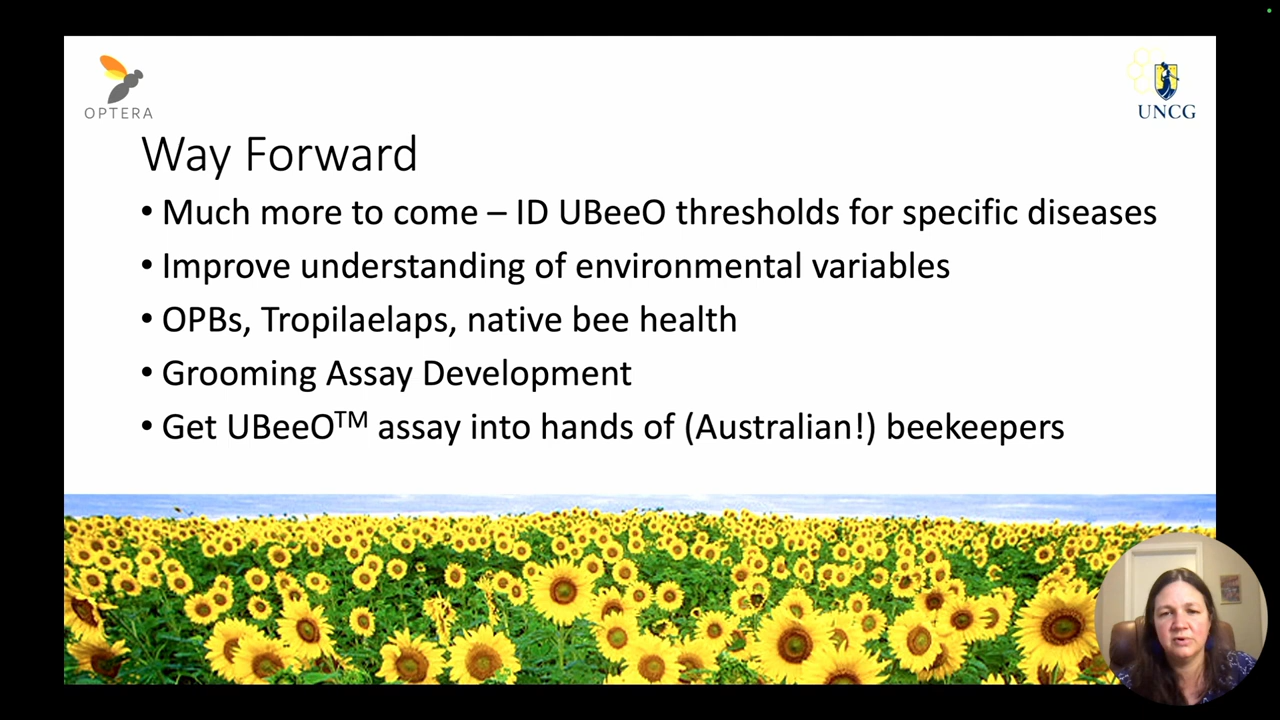 OPTERA
UNCG
Way Forward
• Much more to come – ID UBeeO thresholds for specific diseases
• Improve understanding of environmental variables
• OPBs, Tropilaelaps, native bee health
• Grooming Assay Development
• Get UBeeO™ assay into hands of (Australian!) beekeepers